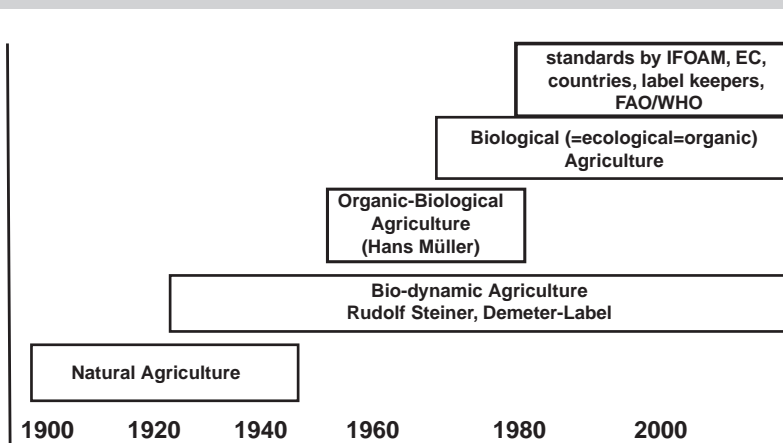 standards by IFOAM, EC,
countries, label keepers,
FAO/WHO
Biological (=ecological=organic)
Agriculture
Organic-Biological
Agriculture
(Hans Müller)
Bio-dynamic Agriculture
Rudolf Steiner, Demeter-Label
Natural Agriculture
1900 1920 1940 1960 1980 2000